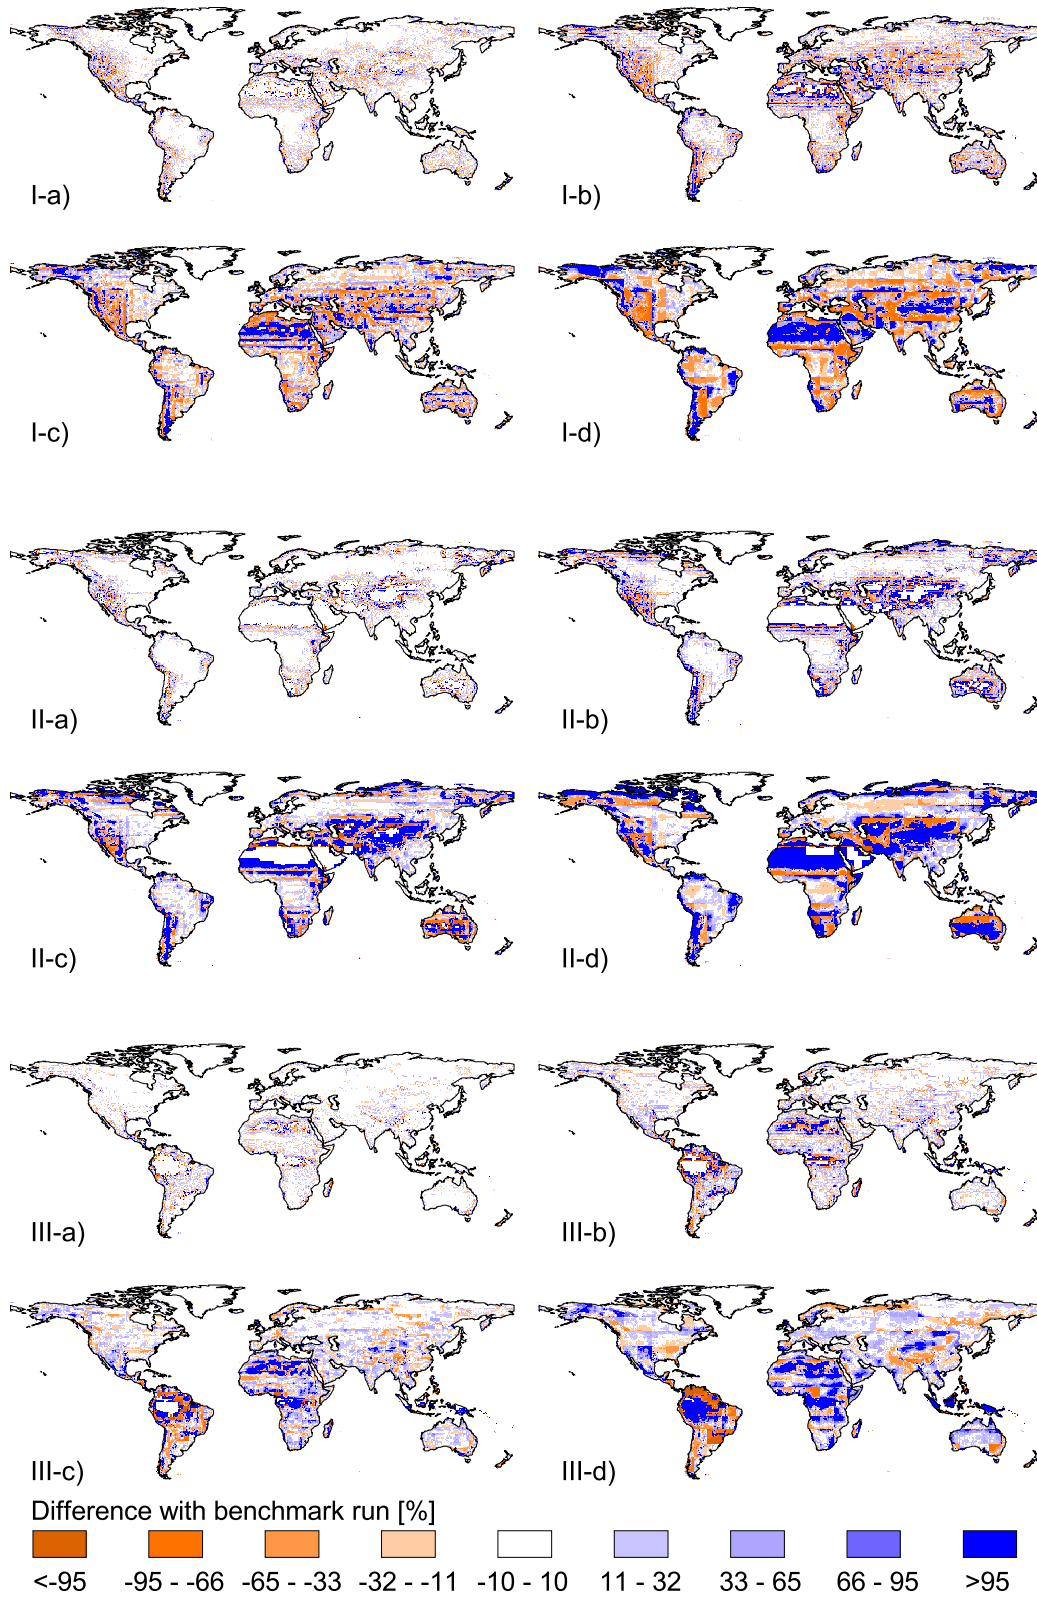 I-a)
I-b)
I-c)
I-d)
II-a)
II-b)
II-c)
II-d)
III-a)
III-b)
III-c)
III-d)
Difference with benchmark run [%]
<-95 -95 - -66 -65 - -33 -32 - -11 -10 - 10 11 - 32 33 - 65 66 - 95 >95